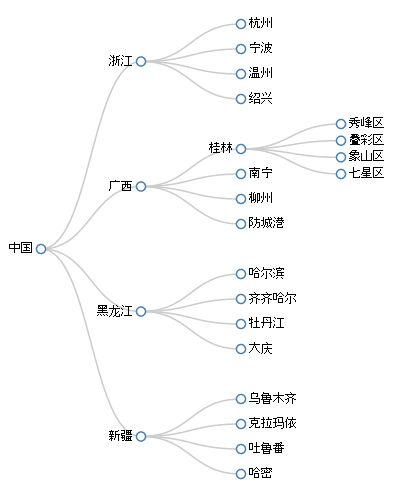 杭州
宁波
浙江
温州
绍兴
秀峰区
叠彩区
桂林
象山区
七星区
南宁
广西
柳州
防城港
中国
哈尔滨
齐齐哈尔
黑龙江
牡丹江
大庆
乌鲁木齐
克拉玛依
新疆
吐鲁番
哈密